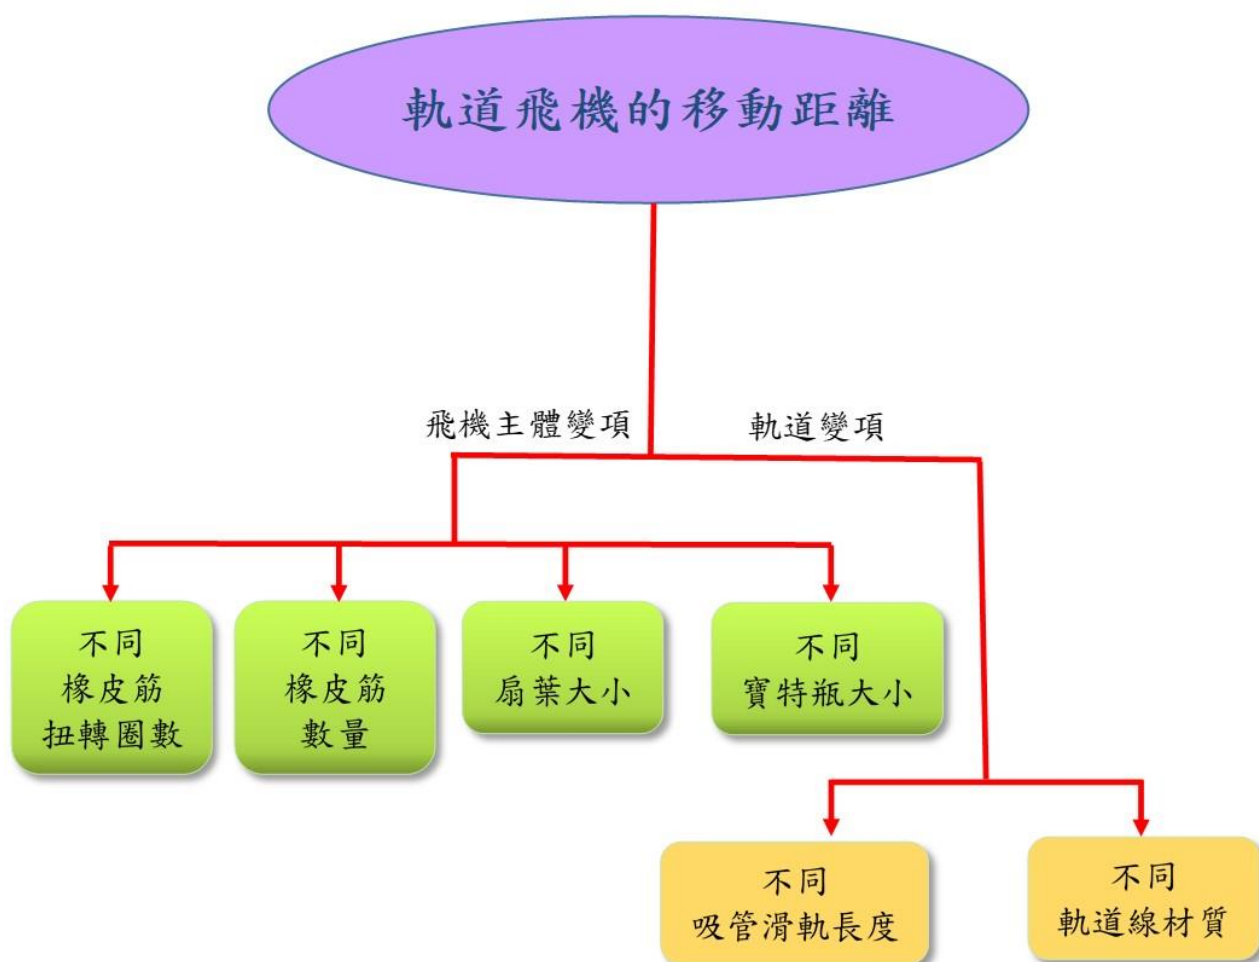 軌道飛機的移動距離
飛機主體變項
軌道變項
不同
橡皮筋
扭轉圈數
不同
橡皮筋
數量
不同
扇葉大小
不同
寶特瓶大小
不同
吸管滑軌長度
不同
軌道線材質